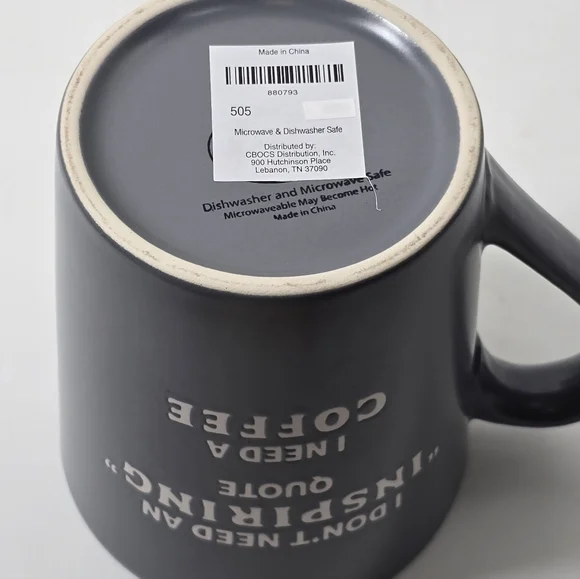 Made in China
880793
505
Microwave & Dishwasher Safe
Distributed by:
CBOCS Distribution, Inc.
900 Hutchinson Place
Lebanon, TN 37090
Dishwasher and Microwave Safe
Microwaveable May Become Hot
Made in China
I DON'T NEED AN
"INSPIRING"
QUOTE
I NEED A
COFFEE